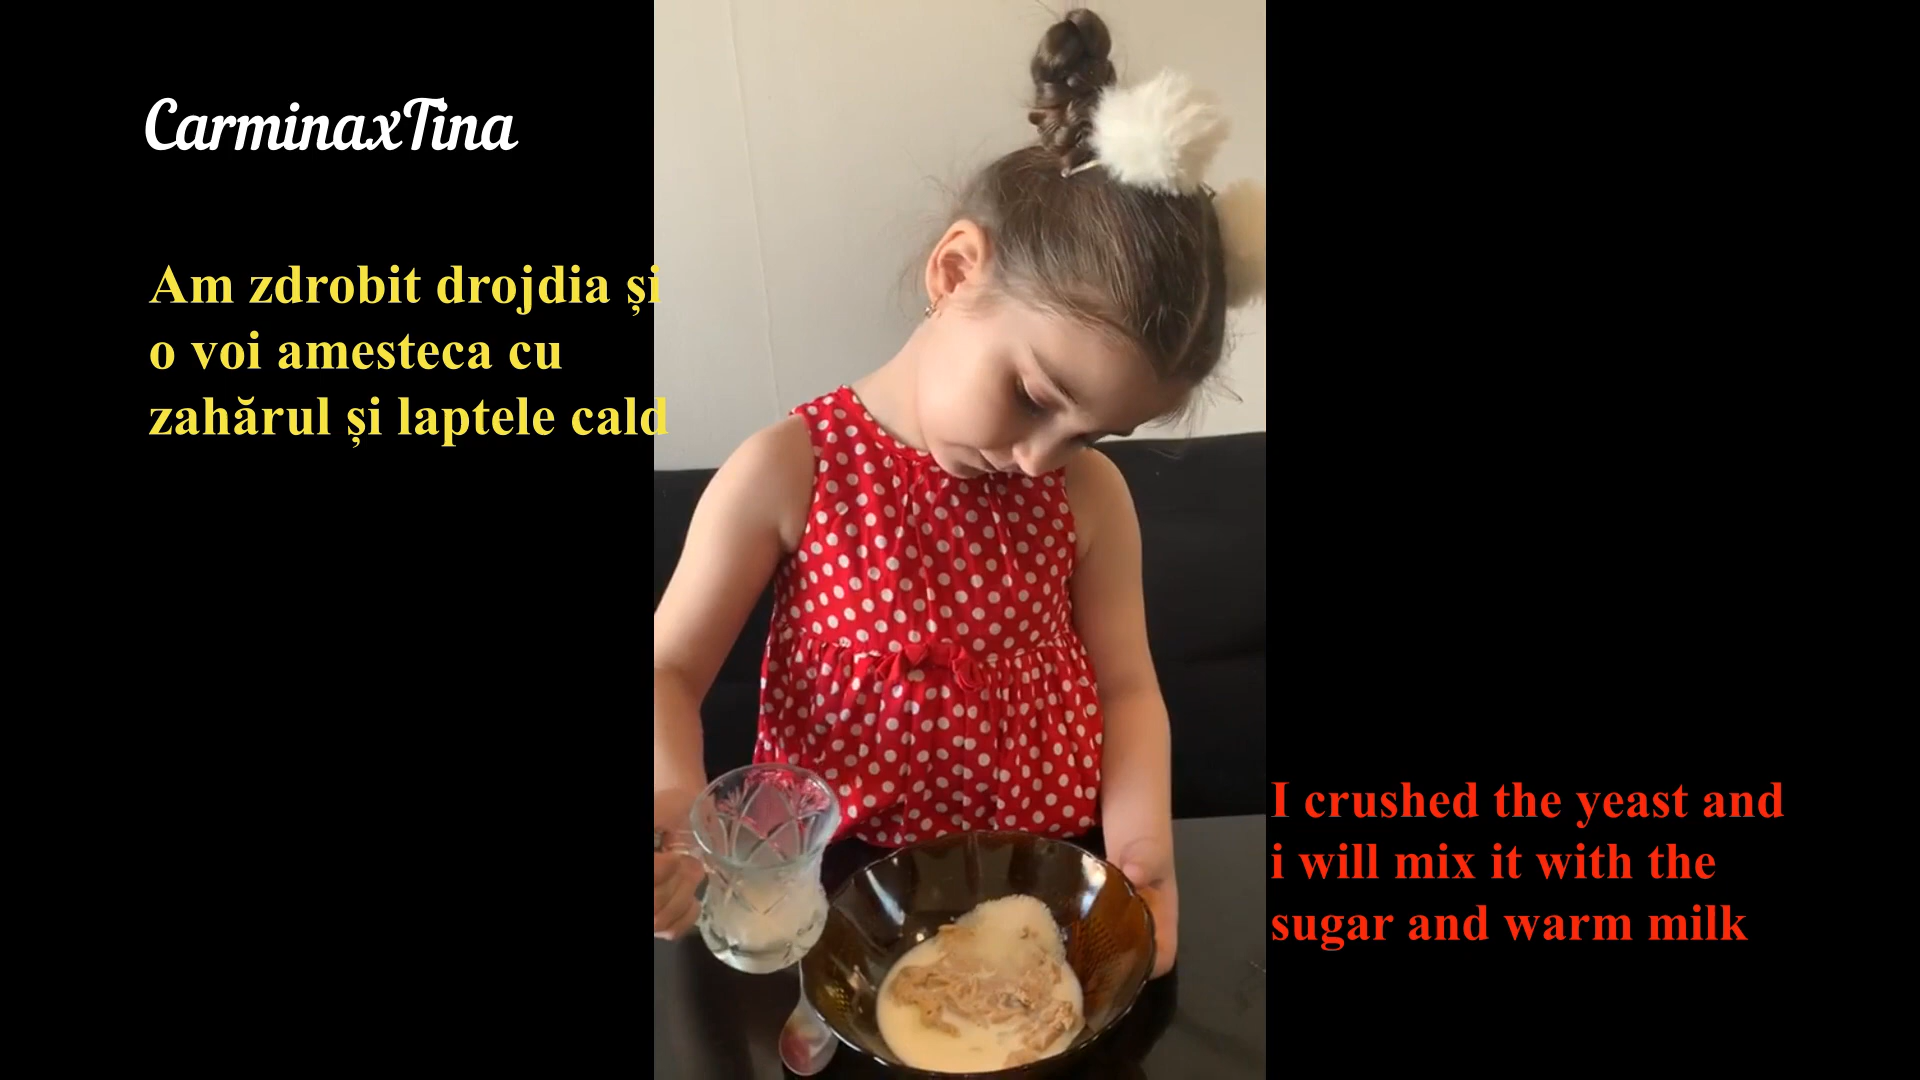 CarminaxTina
Am zdrobit drojdia și
o voi amesteca cu
zahărul și laptele cald
I crushed the yeast and
i will mix it with the
sugar and warm milk